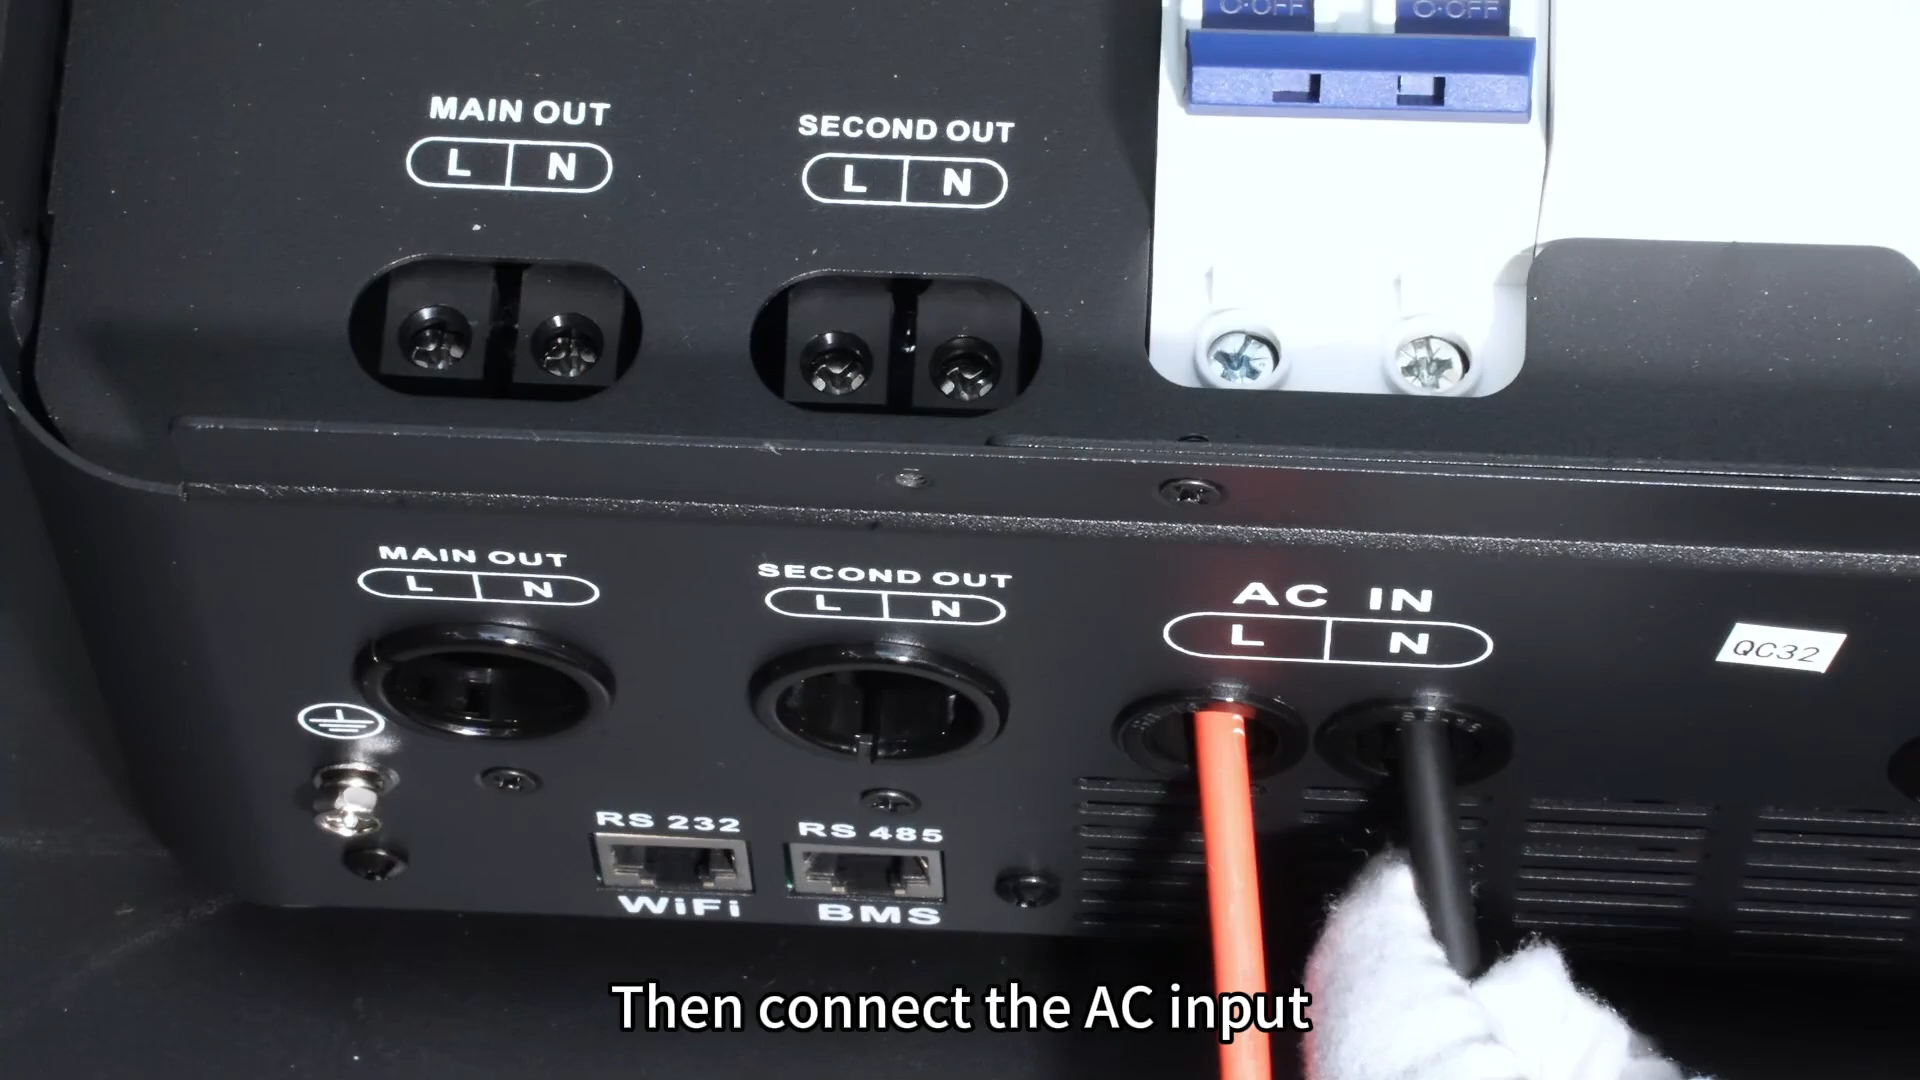 O·OFF O·OFF
MAIN OUT
L N
SECOND OUT
L N
MAIN OUT
L N
SECOND OUT
L N
AC IN
L N
QC32
RS 232
WiFi
RS 485
BMS
Then connect the AC input